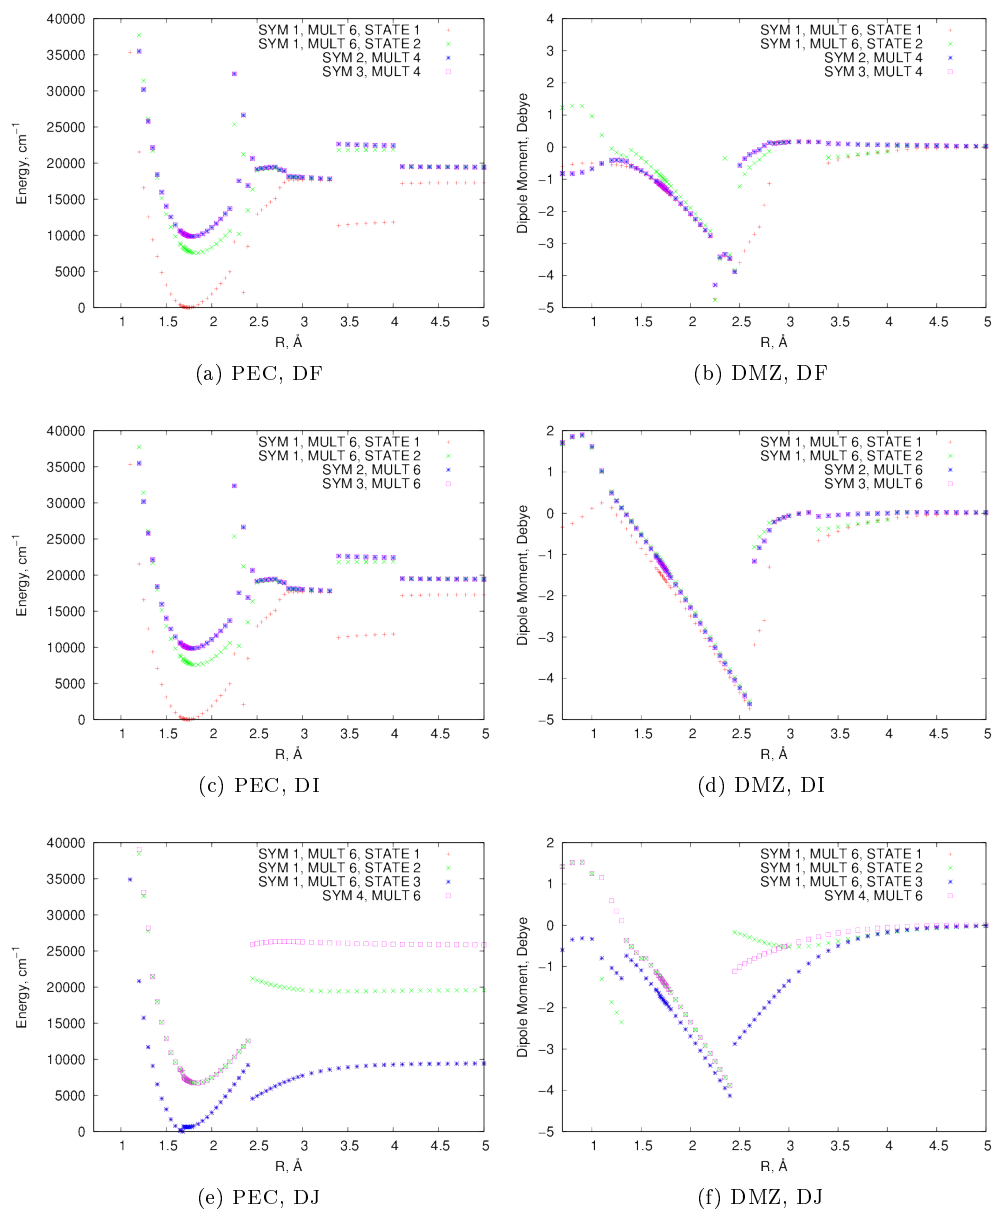 40000
35000
30000
25000
20000
15000
10000
5000
0
1 1.5 2 2.5 3 3.5 4 4.5 5
Energy, cm⁻¹
R, Å
SYM 1, MULT 6, STATE 1
SYM 1, MULT 6, STATE 2
SYM 2, MULT 4
SYM 3, MULT 4
(a) PEC, DF
4
3
2
1
0
−1
−2
−3
−4
−5
1 1.5 2 2.5 3 3.5 4 4.5 5
Dipole Moment, Debye
R, Å
SYM 1, MULT 6, STATE 1
SYM 1, MULT 6, STATE 2
SYM 2, MULT 4
SYM 3, MULT 4
(b) DMZ, DF
40000
35000
30000
25000
20000
15000
10000
5000
0
1 1.5 2 2.5 3 3.5 4 4.5 5
Energy, cm⁻¹
R, Å
SYM 1, MULT 6, STATE 1
SYM 1, MULT 6, STATE 2
SYM 2, MULT 6
SYM 3, MULT 6
(c) PEC, DI
2
1
0
−1
−2
−3
−4
−5
1 1.5 2 2.5 3 3.5 4 4.5 5
Dipole Moment, Debye
R, Å
SYM 1, MULT 6, STATE 1
SYM 1, MULT 6, STATE 2
SYM 2, MULT 6
SYM 3, MULT 6
(d) DMZ, DI
40000
35000
30000
25000
20000
15000
10000
5000
0
1 1.5 2 2.5 3 3.5 4 4.5 5
Energy, cm⁻¹
R, Å
SYM 1, MULT 6, STATE 1
SYM 1, MULT 6, STATE 2
SYM 1, MULT 6, STATE 3
SYM 4, MULT 6
(e) PEC, DJ
2
1
0
−1
−2
−3
−4
−5
1 1.5 2 2.5 3 3.5 4 4.5 5
Dipole Moment, Debye
R, Å
SYM 1, MULT 6, STATE 1
SYM 1, MULT 6, STATE 2
SYM 1, MULT 6, STATE 3
SYM 4, MULT 6
(f) DMZ, DJ